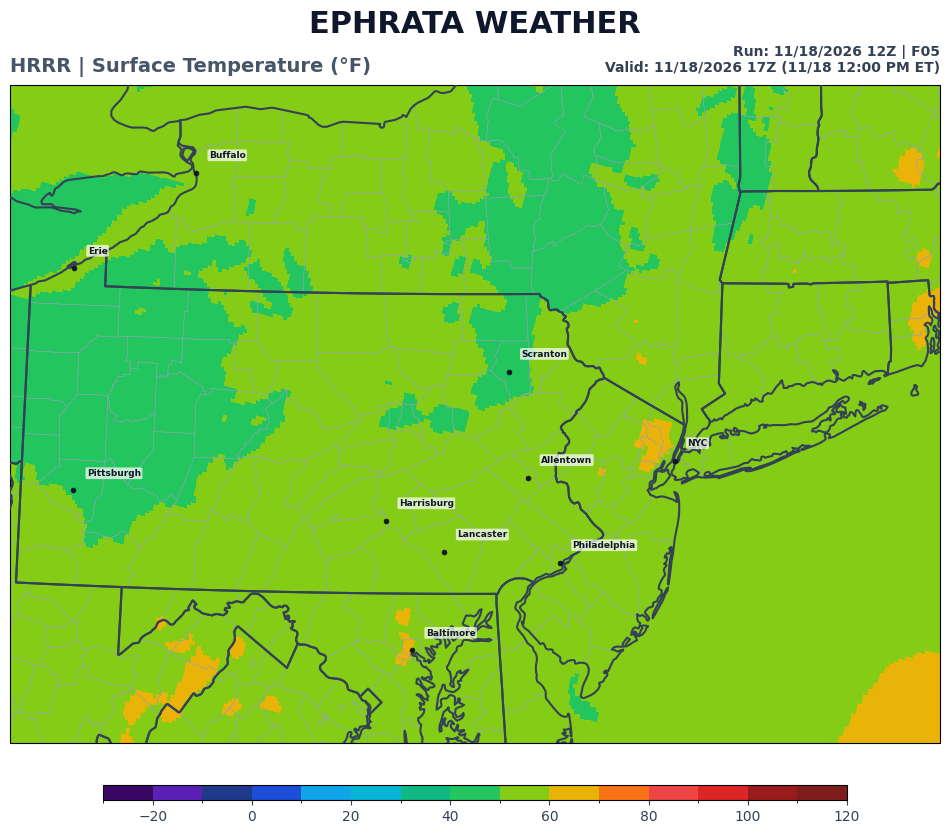 EPHRATA WEATHER
HRRR | Surface Temperature (°F)
Run: 11/18/2026 12Z | F05
Valid: 11/18/2026 17Z (11/18 12:00 PM ET)
Buffalo
Erie
Scranton
NYC
Allentown
Pittsburgh
Harrisburg
Lancaster
Philadelphia
Baltimore
−20 0 20 40 60 80 100 120